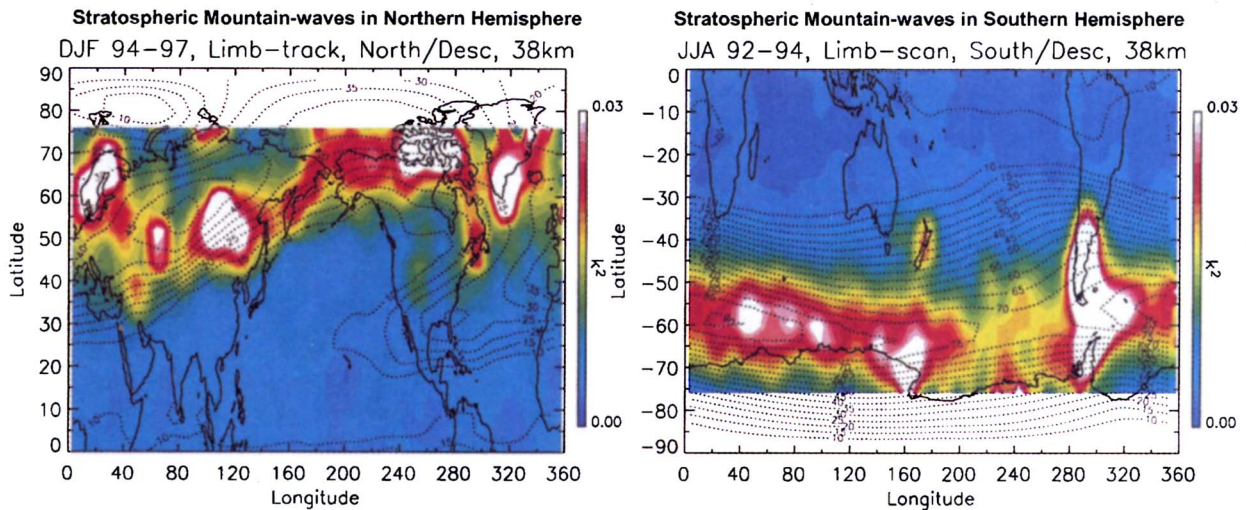 Stratospheric Mountain-waves in Northern Hemisphere
DJF 94-97, Limb-track, North/Desc, 38km
90
80
70
60
50
40
30
20
10
0
Latitude
0 40 80 120 160 200 240 280 320 360
Longitude
0.03
K²
0.00
Stratospheric Mountain-waves in Southern Hemisphere
JJA 92-94, Limb-scan, South/Desc, 38km
0
-10
-20
-30
-40
-50
-60
-70
-80
-90
Latitude
0 40 80 120 160 200 240 280 320 360
Longitude
0.03
K²
0.00